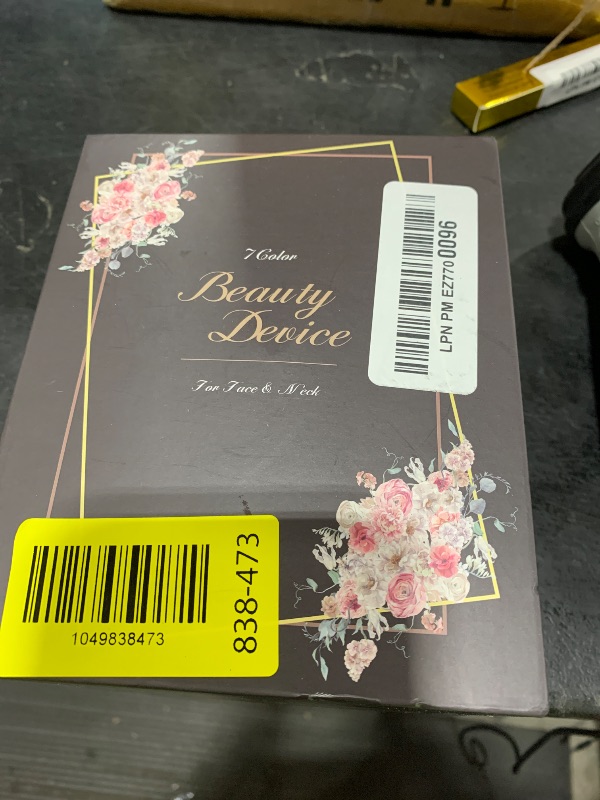 7 Color
Beauty
Device
For Face & Neck
LPN PM EZ770 0096
1049838473
838-473